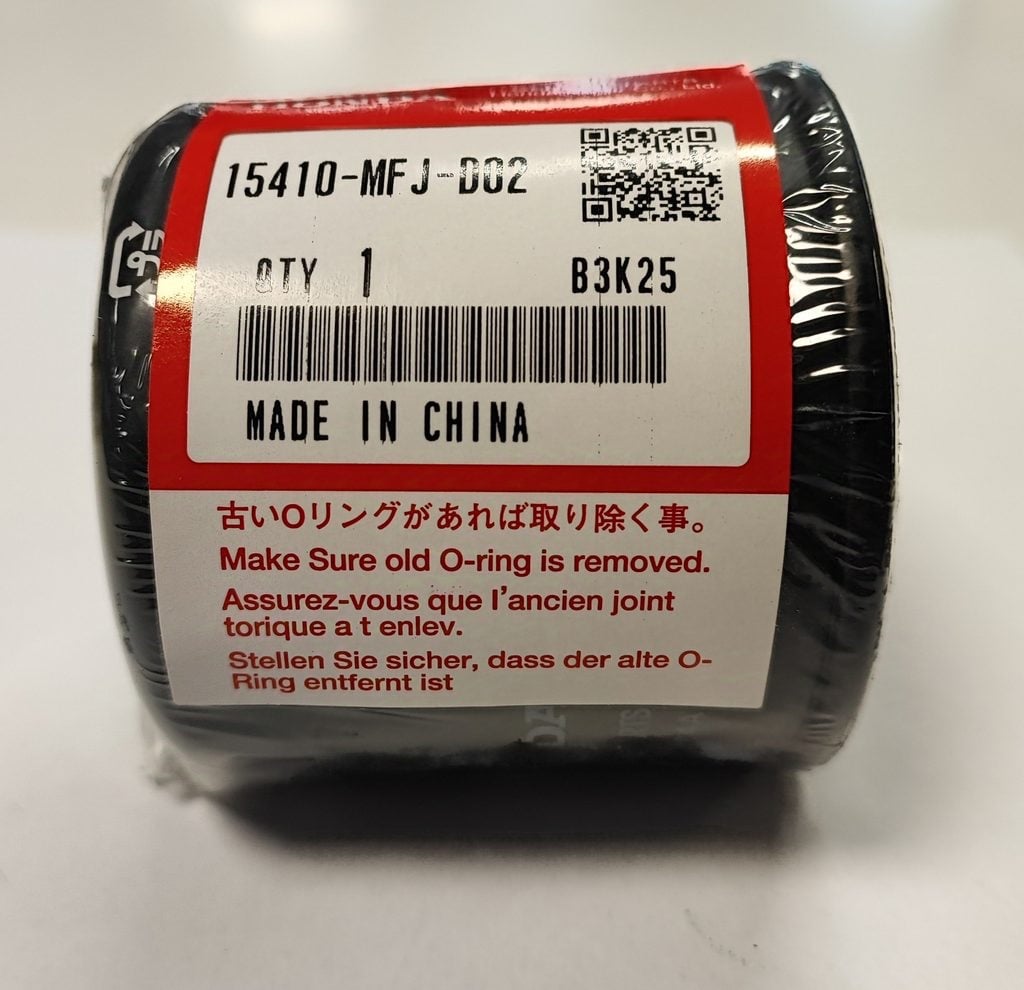 Ltd.
15410-MFJ-D02
QTY 1 B3K25
MADE IN CHINA
古いOリングがあれば取り除く事。
Make Sure old O-ring is removed.
Assurez-vous que l’ancien joint
torique a t enlev.
Stellen Sie sicher, dass der alte O-
Ring entfernt ist